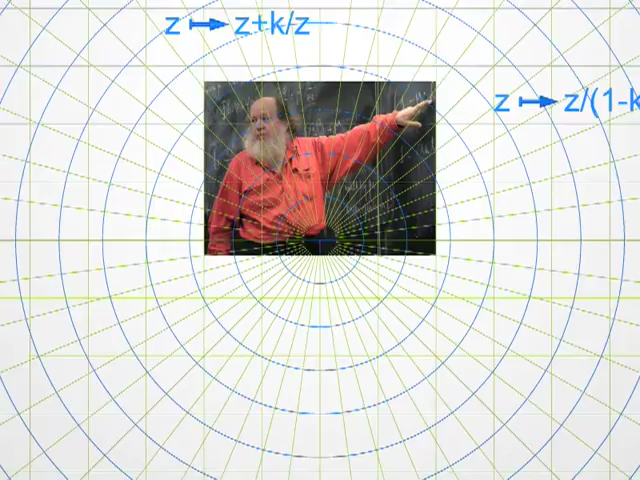 z ↦ z+k/z
z ↦ z/(1-k